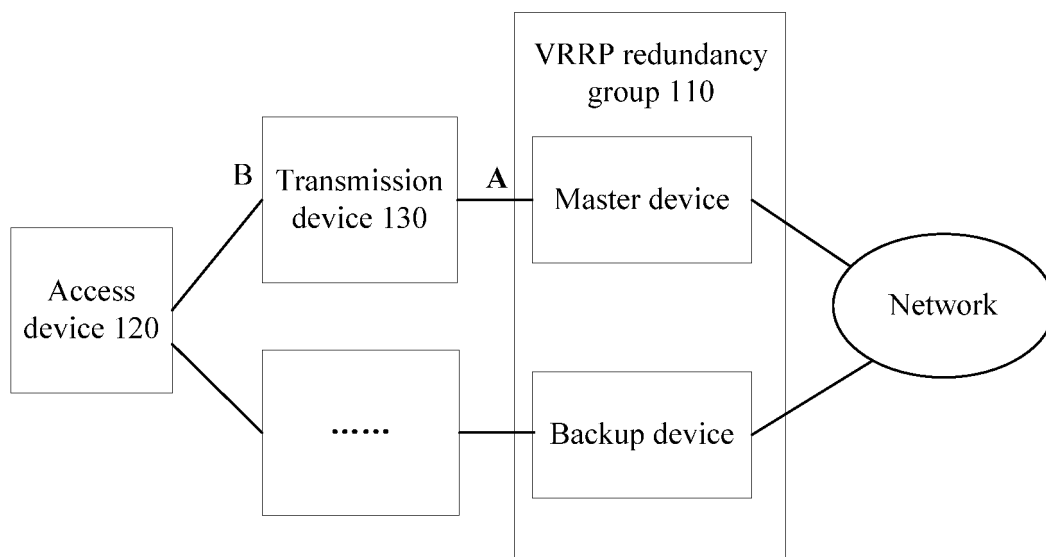 VRRP redundancy
group 110
B
Transmission
device 130
A
Master device
Access
device 120
Network
......
Backup device